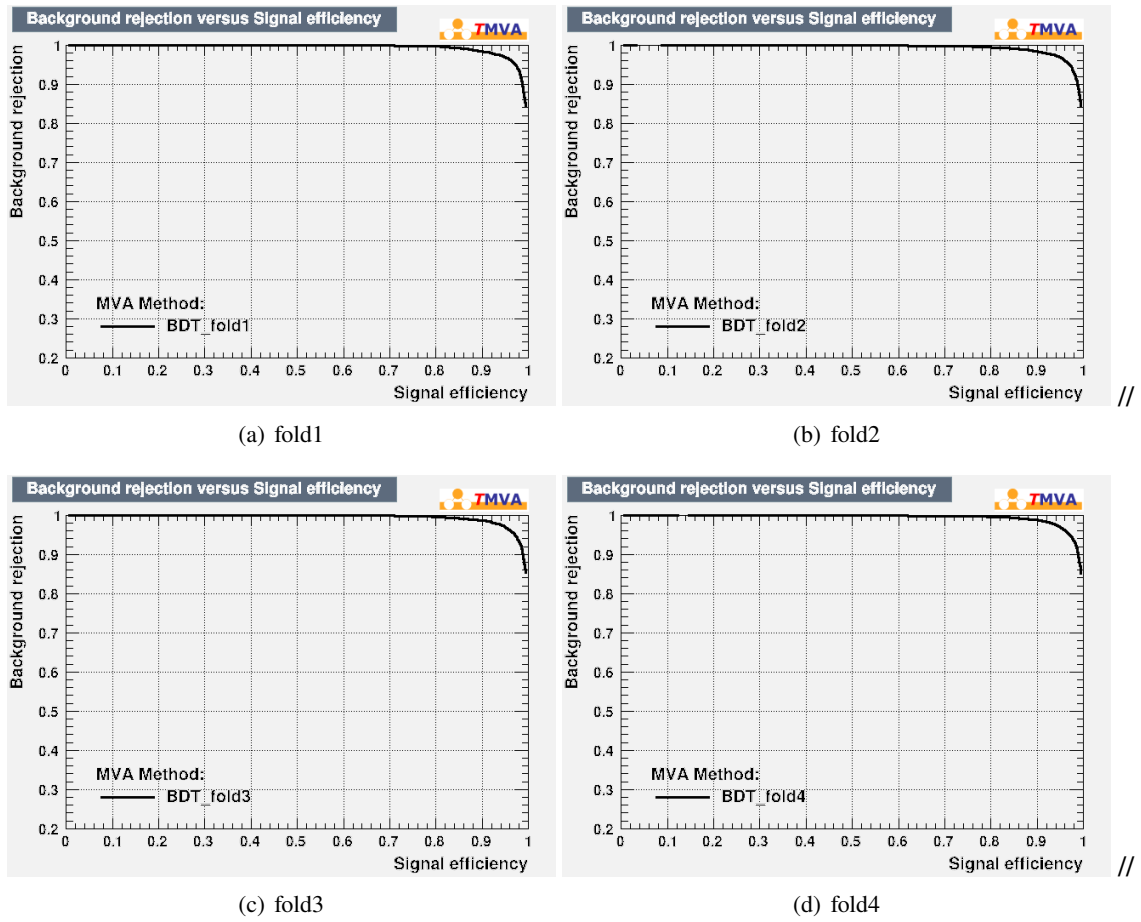 Background rejection versus Signal efficiency
TMVA
Background rejection
1
0.9
0.8
0.7
0.6
0.5
0.4
0.3
0.2
MVA Method:
BDT_fold1
0 0.1 0.2 0.3 0.4 0.5 0.6 0.7 0.8 0.9 1
Signal efficiency
(a) fold1
Background rejection versus Signal efficiency
TMVA
Background rejection
1
0.9
0.8
0.7
0.6
0.5
0.4
0.3
0.2
MVA Method:
BDT_fold2
0 0.1 0.2 0.3 0.4 0.5 0.6 0.7 0.8 0.9 1
Signal efficiency
//
(b) fold2
Background rejection versus Signal efficiency
TMVA
Background rejection
1
0.9
0.8
0.7
0.6
0.5
0.4
0.3
0.2
MVA Method:
BDT_fold3
0 0.1 0.2 0.3 0.4 0.5 0.6 0.7 0.8 0.9 1
Signal efficiency
(c) fold3
Background rejection versus Signal efficiency
TMVA
Background rejection
1
0.9
0.8
0.7
0.6
0.5
0.4
0.3
0.2
MVA Method:
BDT_fold4
0 0.1 0.2 0.3 0.4 0.5 0.6 0.7 0.8 0.9 1
Signal efficiency
//
(d) fold4